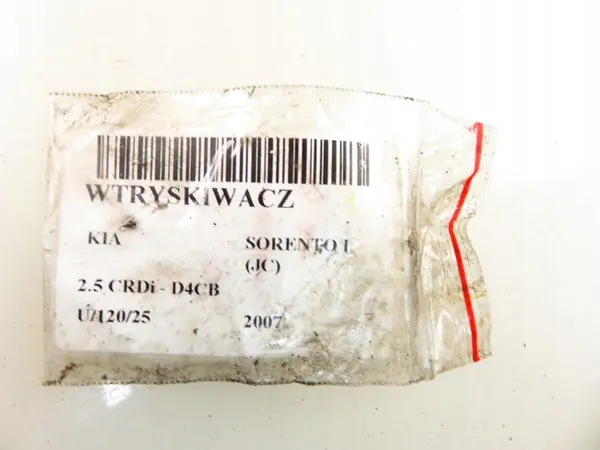 WTRYSKIWACZ
KIA SORENTO I
(JC)
2.5 CRDi - D4CB
U/120/25 2007